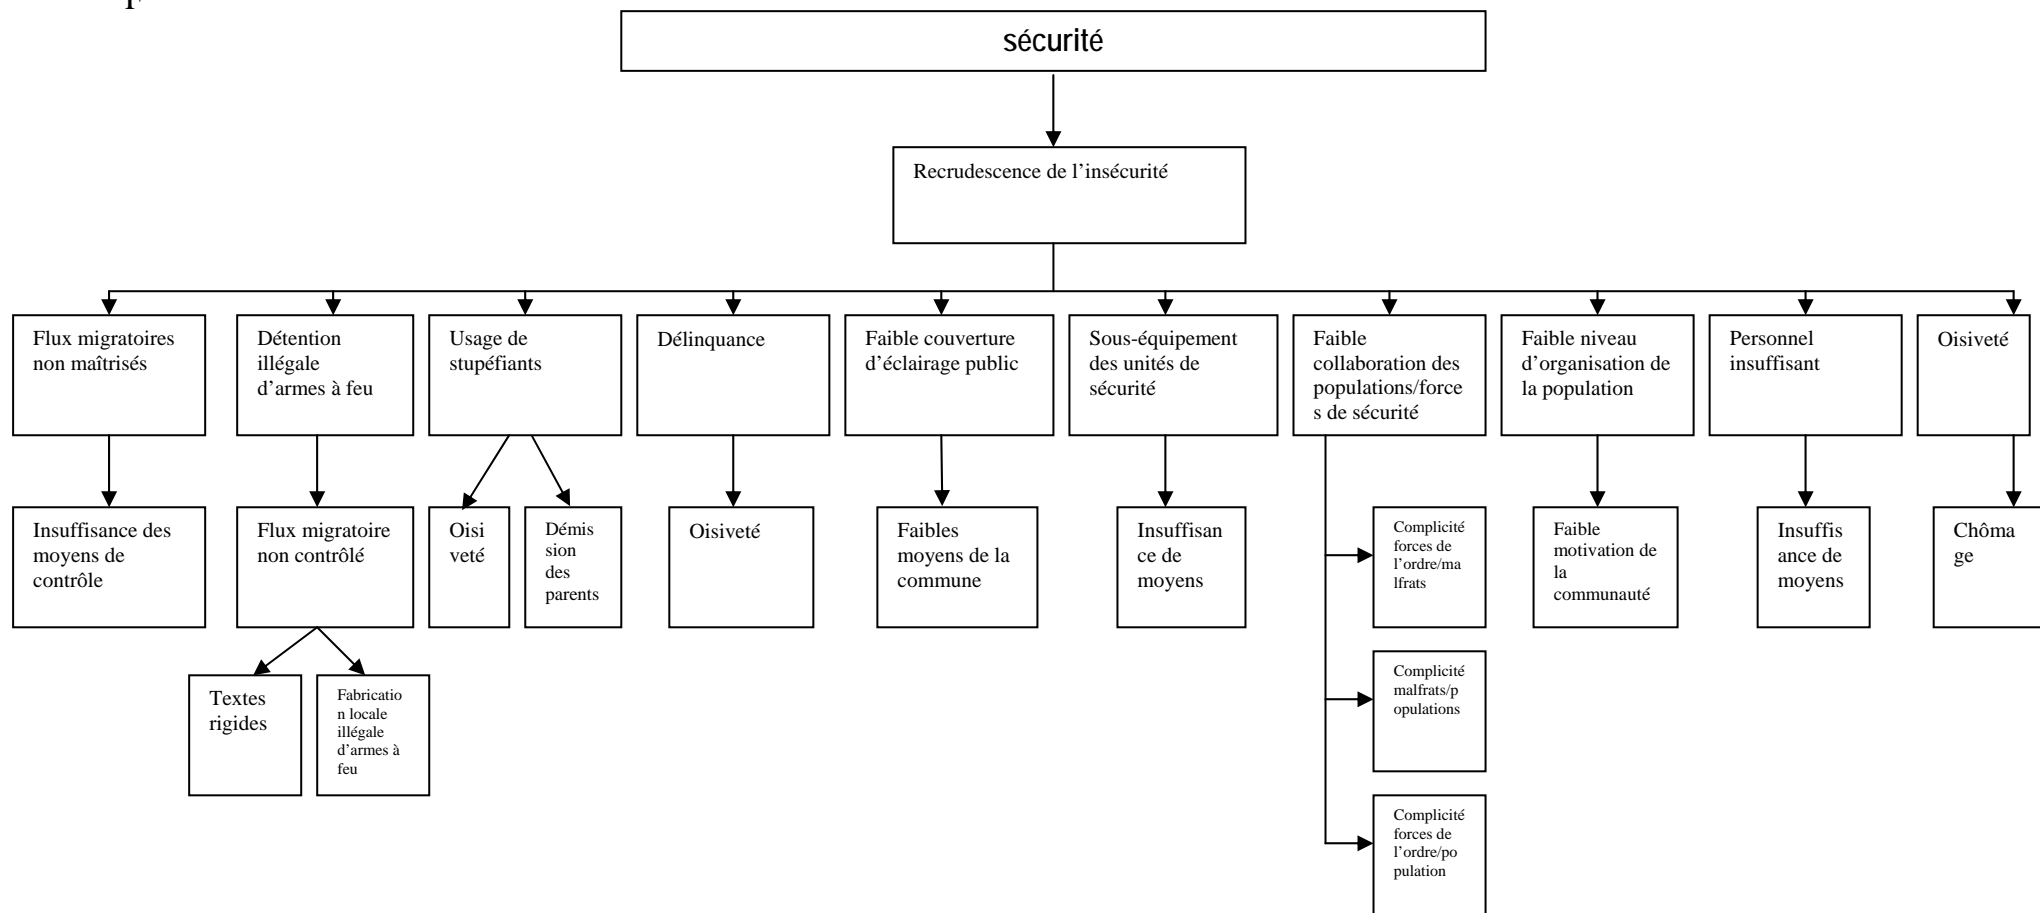 sécurité
Recrudescence de l’insécurité
Flux migratoires
non maîtrisés
Détention
illégale
d’armes à feu
Usage de
stupéfiants
Délinquance
Faible couverture
d’éclairage public
Sous-équipement
des unités de
sécurité
Faible
collaboration des
populations/force
s de sécurité
Faible niveau
d’organisation de
la population
Personnel
insuffisant
Oisiveté
Insuffisance des
moyens de
contrôle
Flux migratoire
non contrôlé
Oisi
veté
Démis
sion
des
parents
Oisiveté
Faibles
moyens de la
commune
Insuffisan
ce de
moyens
Complicité
forces de
l’ordre/ma
lfrats
Faible
motivation de
la
communauté
Insuffis
ance de
moyens
Chôma
ge
Textes
rigides
Fabricatio
n locale
illégale
d’armes à
feu
Complicité
malfrats/p
opulations
Complicité
forces de
l’ordre/po
pulation